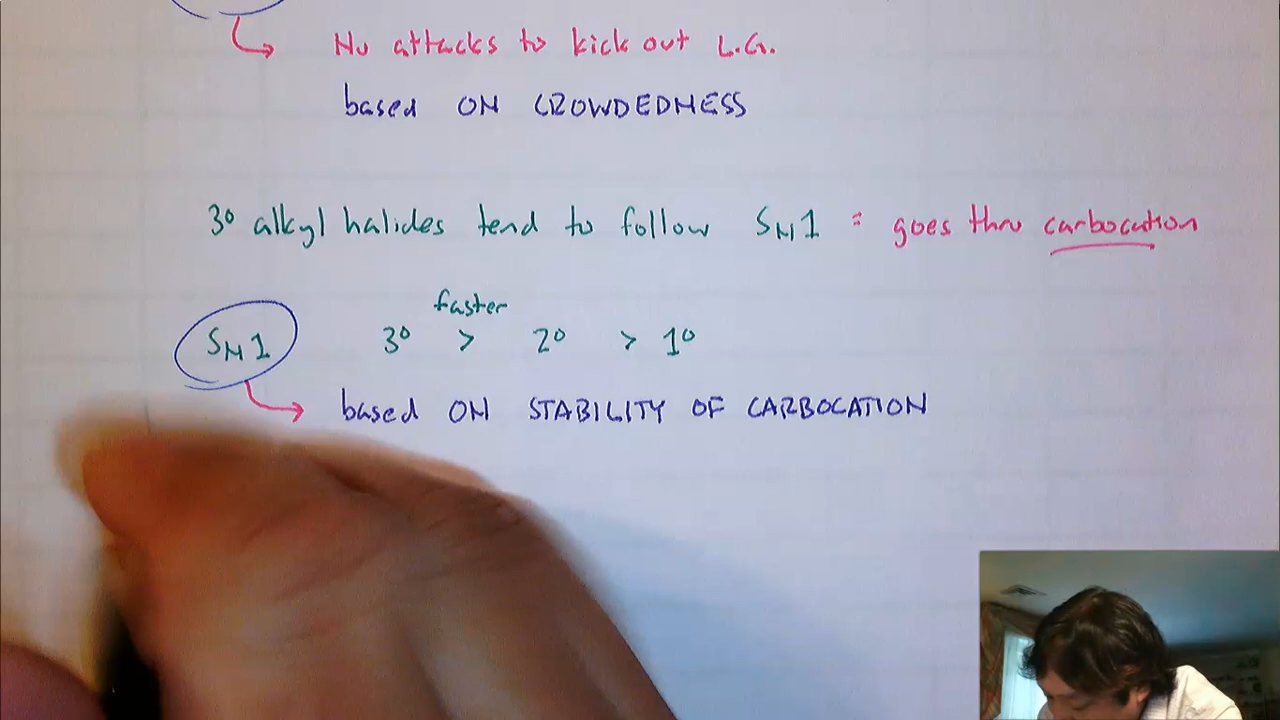 Nu attacks to kick out L.G.
based ON CROWDEDNESS
3° alkyl halides tend to follow SN1 : goes thru carbocation
faster
SN1 3° > 2° > 1°
based ON STABILITY OF CARBOCATION